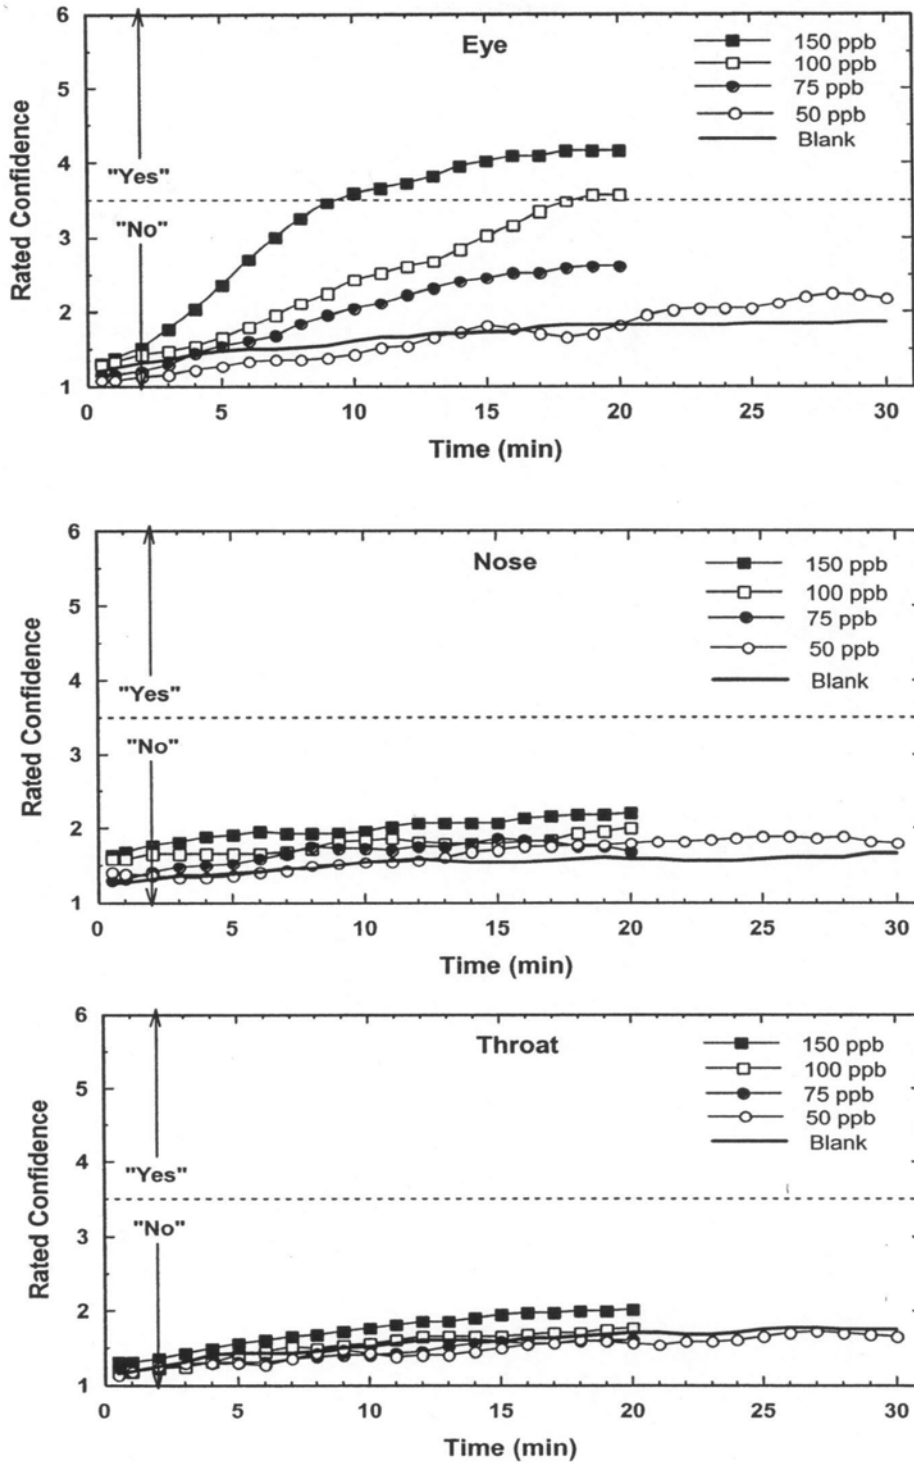 6
Eye
150 ppb
100 ppb
75 ppb
50 ppb
Blank
5
4
"Yes"
"No"
3
2
1
Rated Confidence
0 5 10 15 20 25 30
Time (min)
6
Nose
150 ppb
100 ppb
75 ppb
50 ppb
Blank
5
4
"Yes"
"No"
3
2
1
Rated Confidence
0 5 10 15 20 25 30
Time (min)
6
Throat
150 ppb
100 ppb
75 ppb
50 ppb
Blank
5
4
"Yes"
"No"
3
2
1
Rated Confidence
0 5 10 15 20 25 30
Time (min)